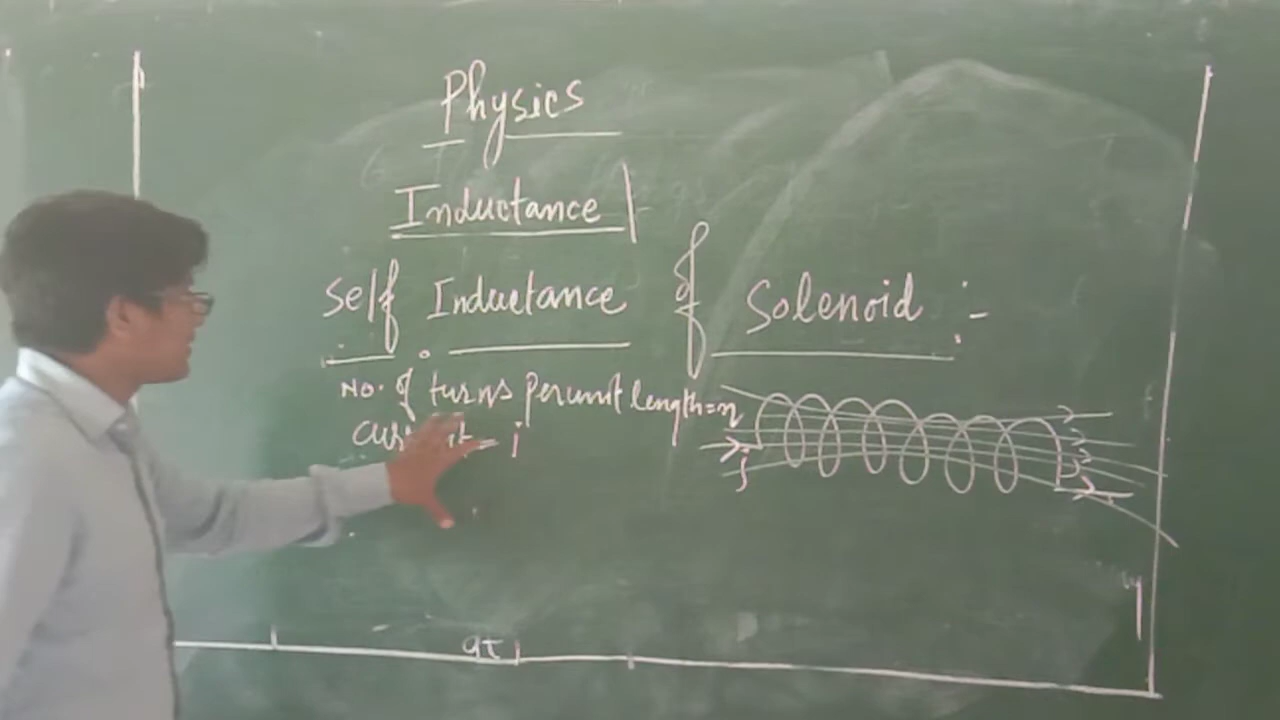 Physics
Inductance
Self Inductance of Solenoid :-
No. of turns per unit length = n
i
i